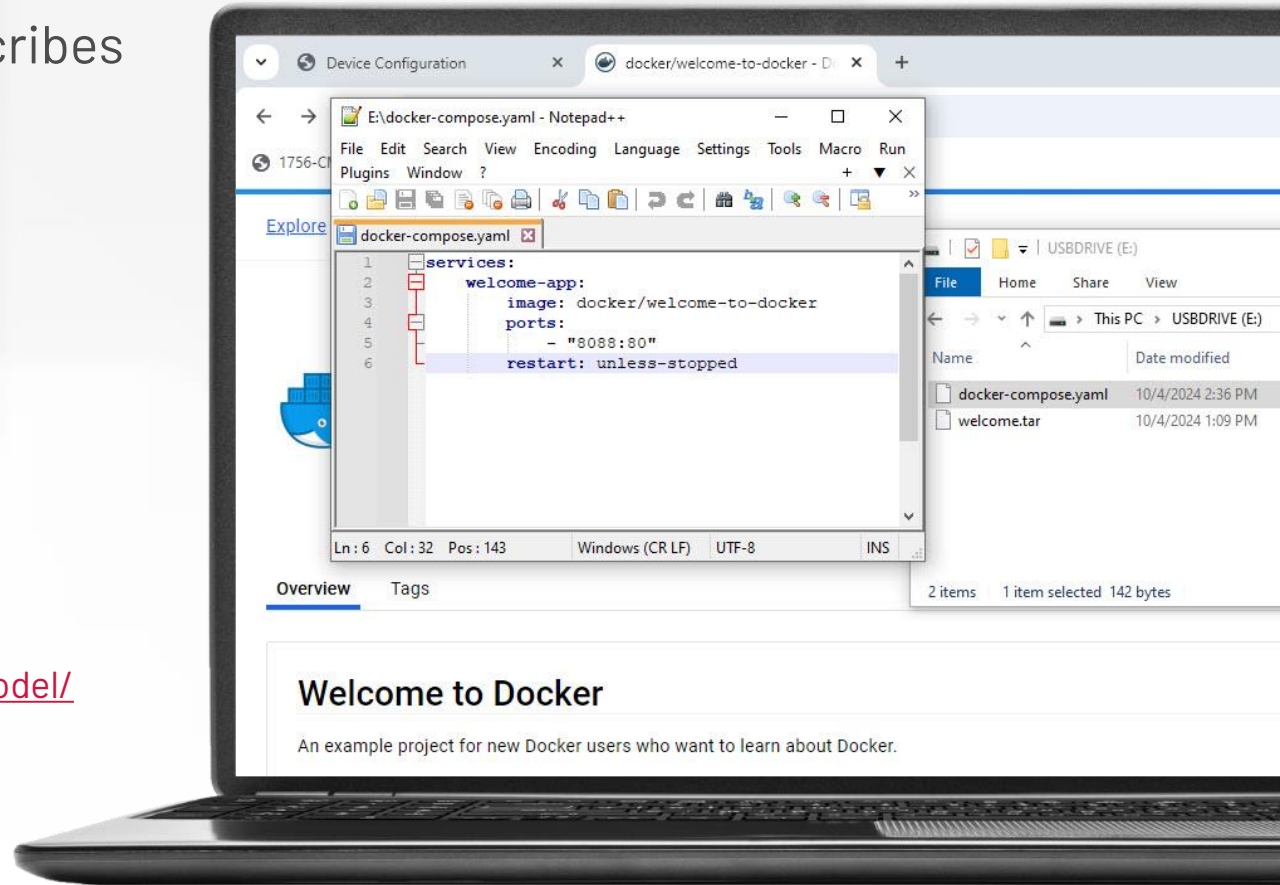 cribes
Device Configuration
docker/welcome-to-docker - D
E:\docker-compose.yaml - Notepad++
File Edit Search View Encoding Language Settings Tools Macro Run
Plugins Window ?
1756-C
Explore
docker-compose.yaml
1 services:
2 welcome-app:
3 image: docker/welcome-to-docker
4 ports:
5 - "8088:80"
6 restart: unless-stopped
Ln : 6 Col : 32 Pos : 143 Windows (CR LF) UTF-8 INS
USBDRIVE (E:)
File Home Share View
This PC > USBDRIVE (E:)
Name Date modified
docker-compose.yaml 10/4/2024 2:36 PM
welcome.tar 10/4/2024 1:09 PM
2 items 1 item selected 142 bytes
Overview Tags
odel/
Welcome to Docker
An example project for new Docker users who want to learn about Docker.